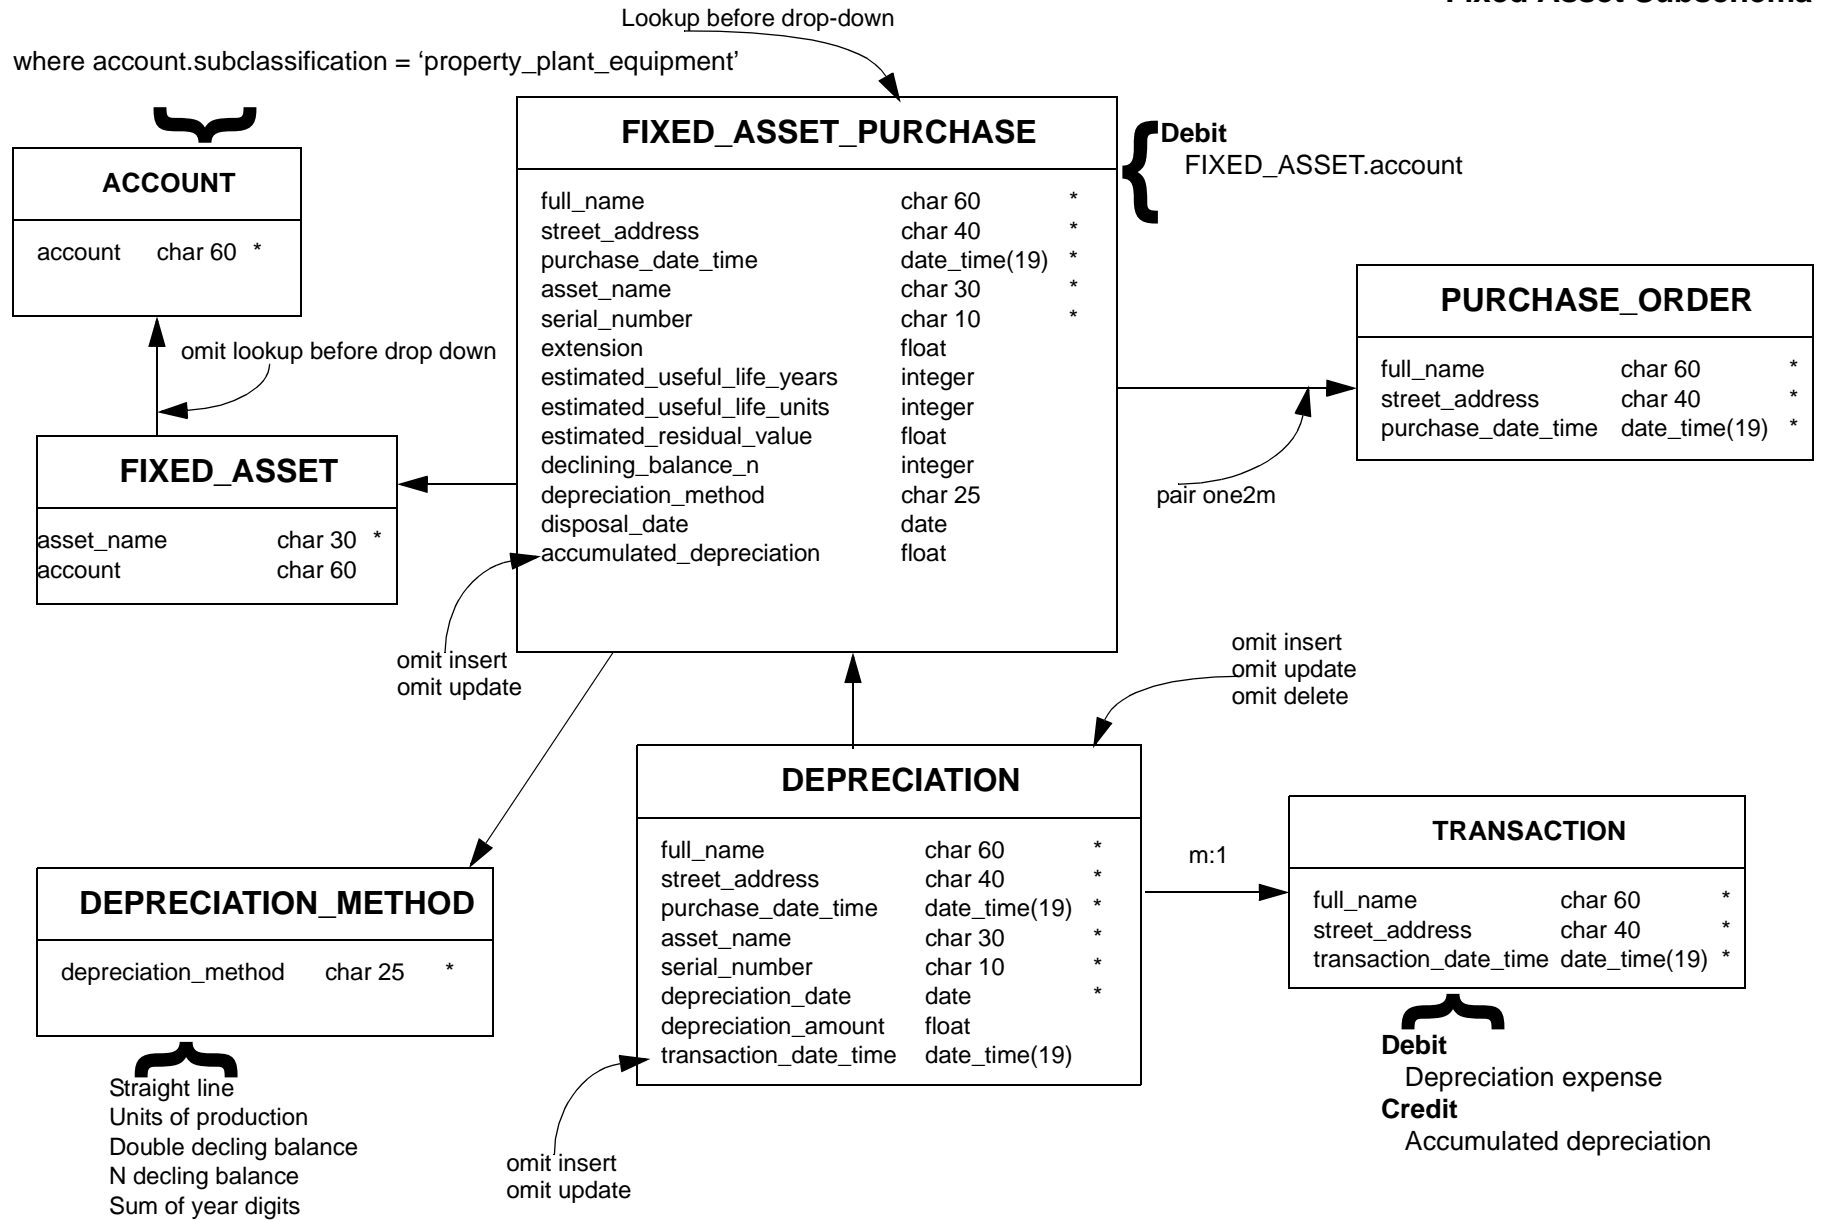 Fixed Asset Subschema
Lookup before drop-down
where account.subclassification = ‘property_plant_equipment’
ACCOUNT
account char 60 *
omit lookup before drop down
FIXED_ASSET
asset_name char 30 *
account char 60
FIXED_ASSET_PURCHASE
full_name char 60 *
street_address char 40 *
purchase_date_time date_time(19) *
asset_name char 30 *
serial_number char 10 *
extension float
estimated_useful_life_years integer
estimated_useful_life_units integer
estimated_residual_value float
declining_balance_n integer
depreciation_method char 25
disposal_date date
accumulated_depreciation float
Debit
FIXED_ASSET.account
PURCHASE_ORDER
full_name char 60 *
street_address char 40 *
purchase_date_time date_time(19) *
pair one2m
omit insert
omit update
omit insert
omit update
omit delete
DEPRECIATION
full_name char 60 *
street_address char 40 *
purchase_date_time date_time(19) *
asset_name char 30 *
serial_number char 10 *
depreciation_date date *
depreciation_amount float
transaction_date_time date_time(19)
m:1
TRANSACTION
full_name char 60 *
street_address char 40 *
transaction_date_time date_time(19) *
Debit
Depreciation expense
Credit
Accumulated depreciation
DEPRECIATION_METHOD
depreciation_method char 25 *
Straight line
Units of production
Double decling balance
N decling balance
Sum of year digits
omit insert
omit update